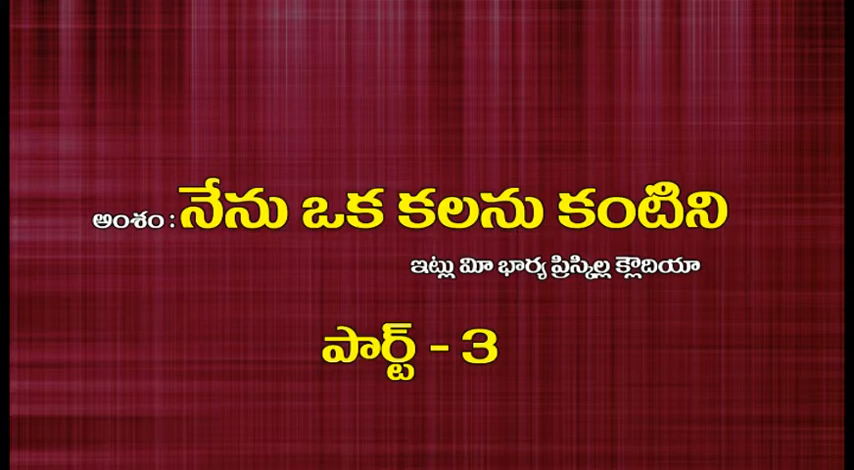 అంశం : నేను ఒక కలను కంటిని
ఇట్లు మీ భార్య ప్రిస్కిల్ల క్లౌదియా
పార్ట్ - 3